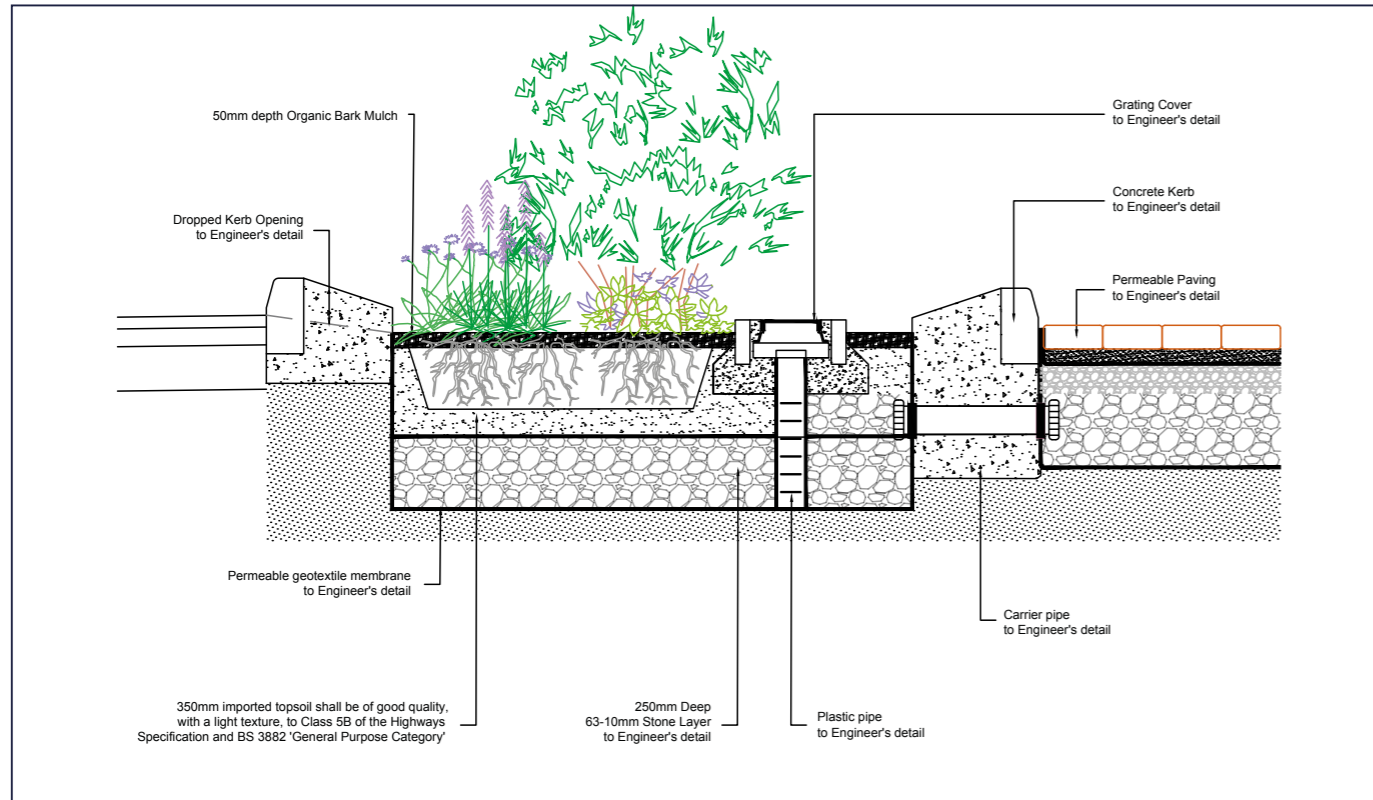 50mm depth Organic Bark Mulch
Grating Cover
to Engineer's detail
Dropped Kerb Opening
to Engineer's detail
Concrete Kerb
to Engineer's detail
Permeable Paving
to Engineer's detail
Permeable geotextile membrane
to Engineer's detail
Carrier pipe
to Engineer's detail
350mm imported topsoil shall be of good quality,
with a light texture, to Class 5B of the Highways
Specification and BS 3882 'General Purpose Category'
250mm Deep
63-10mm Stone Layer
to Engineer's detail
Plastic pipe
to Engineer's detail